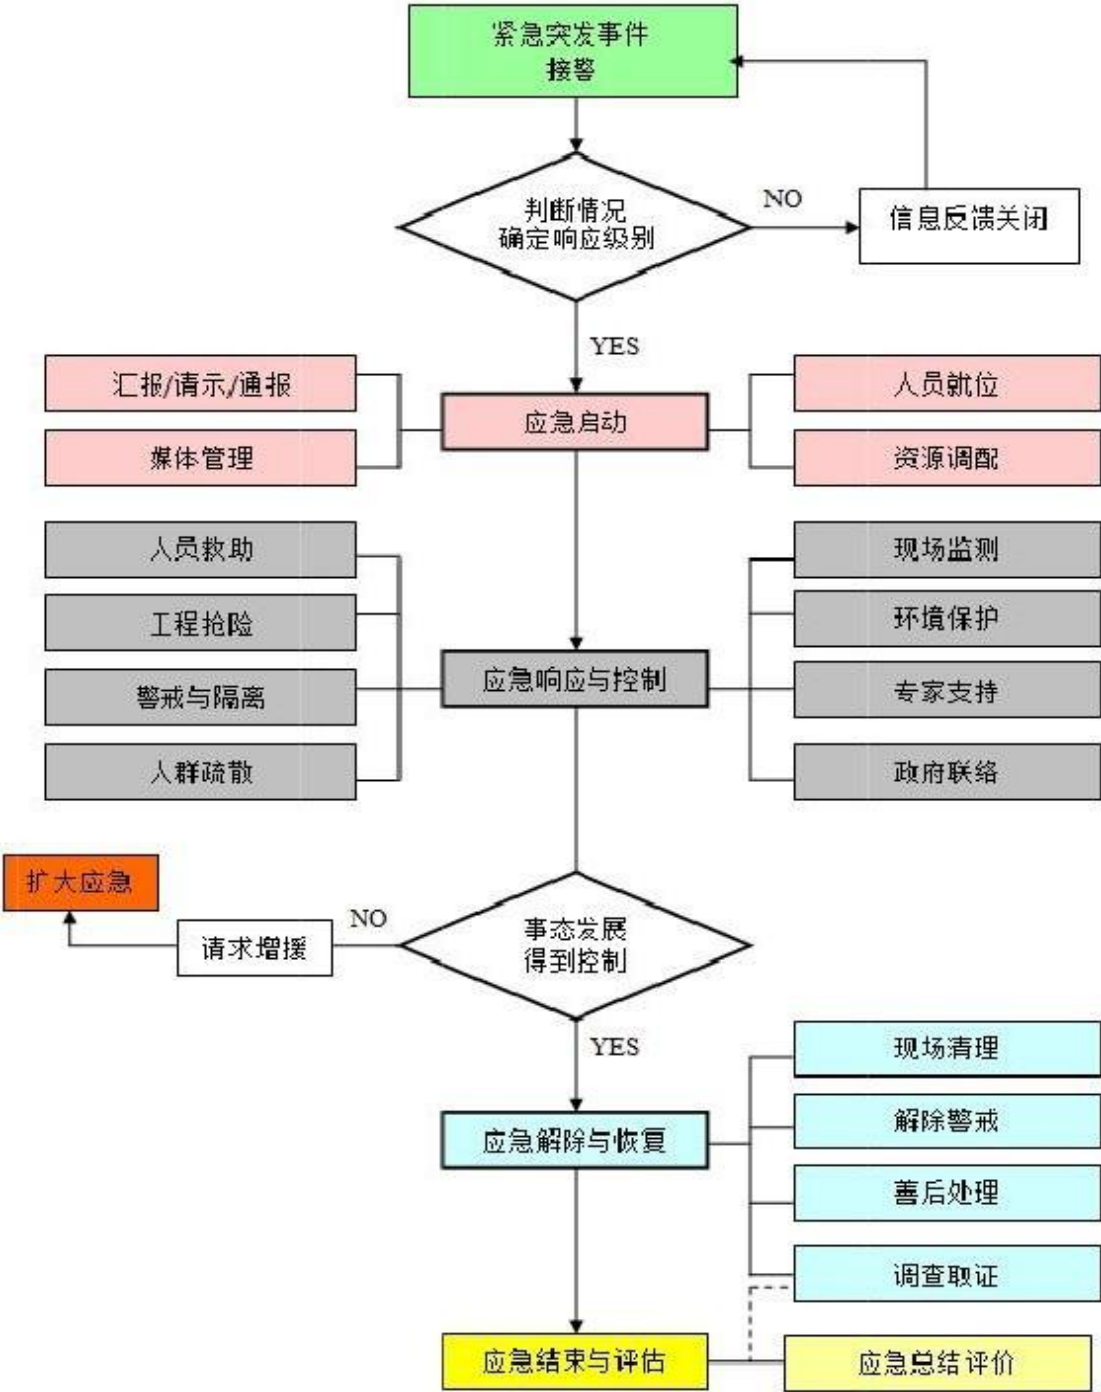 紧急突发事件
接警
判断情况
确定响应级别
NO
信息反馈关闭
YES
汇报/请示/通报
应急启动
人员就位
媒体管理
资源调配
人员救助
现场监测
工程抢险
环境保护
警戒与隔离
应急响应与控制
专家支持
人群疏散
政府联络
扩大应急
请求增援
NO
事态发展
得到控制
YES
现场清理
应急解除与恢复
解除警戒
善后处理
调查取证
应急结束与评估
应急总结评价